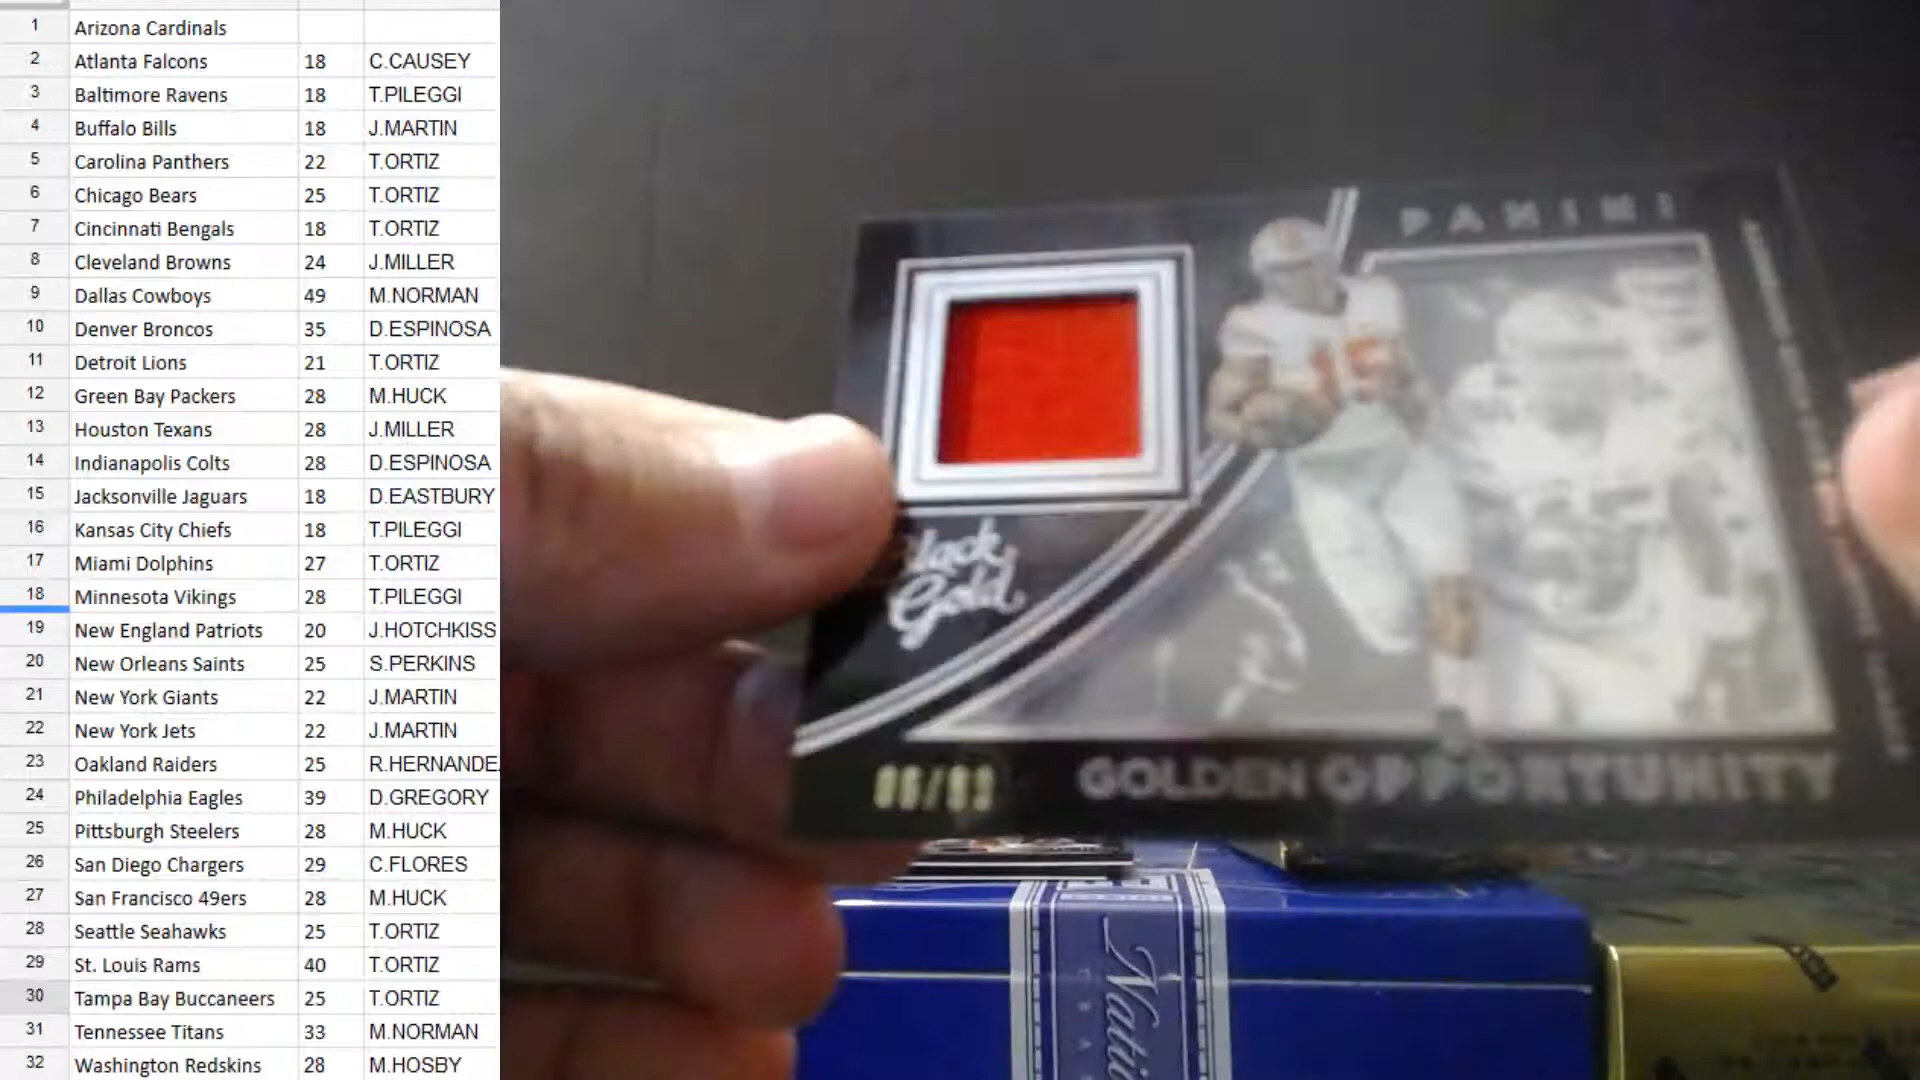 1 Arizona Cardinals
2 Atlanta Falcons 18 C.CAUSEY
3 Baltimore Ravens 18 T.PILEGGI
4 Buffalo Bills 18 J.MARTIN
5 Carolina Panthers 22 T.ORTIZ
6 Chicago Bears 25 T.ORTIZ
7 Cincinnati Bengals 18 T.ORTIZ
8 Cleveland Browns 24 J.MILLER
9 Dallas Cowboys 49 M.NORMAN
10 Denver Broncos 35 D.ESPINOSA
11 Detroit Lions 21 T.ORTIZ
12 Green Bay Packers 28 M.HUCK
13 Houston Texans 28 J.MILLER
14 Indianapolis Colts 28 D.ESPINOSA
15 Jacksonville Jaguars 18 D.EASTBURY
16 Kansas City Chiefs 18 T.PILEGGI
17 Miami Dolphins 27 T.ORTIZ
18 Minnesota Vikings 28 T.PILEGGI
19 New England Patriots 20 J.HOTCHKISS
20 New Orleans Saints 25 S.PERKINS
21 New York Giants 22 J.MARTIN
22 New York Jets 22 J.MARTIN
23 Oakland Raiders 25 R.HERNANDE
24 Philadelphia Eagles 39 D.GREGORY
25 Pittsburgh Steelers 28 M.HUCK
26 San Diego Chargers 29 C.FLORES
27 San Francisco 49ers 28 M.HUCK
28 Seattle Seahawks 25 T.ORTIZ
29 St. Louis Rams 40 T.ORTIZ
30 Tampa Bay Buccaneers 25 T.ORTIZ
31 Tennessee Titans 33 M.NORMAN
32 Washington Redskins 28 M.HOSBY
PANINI
lack
Gold
GOLDEN OPPORTUNITY
Nati